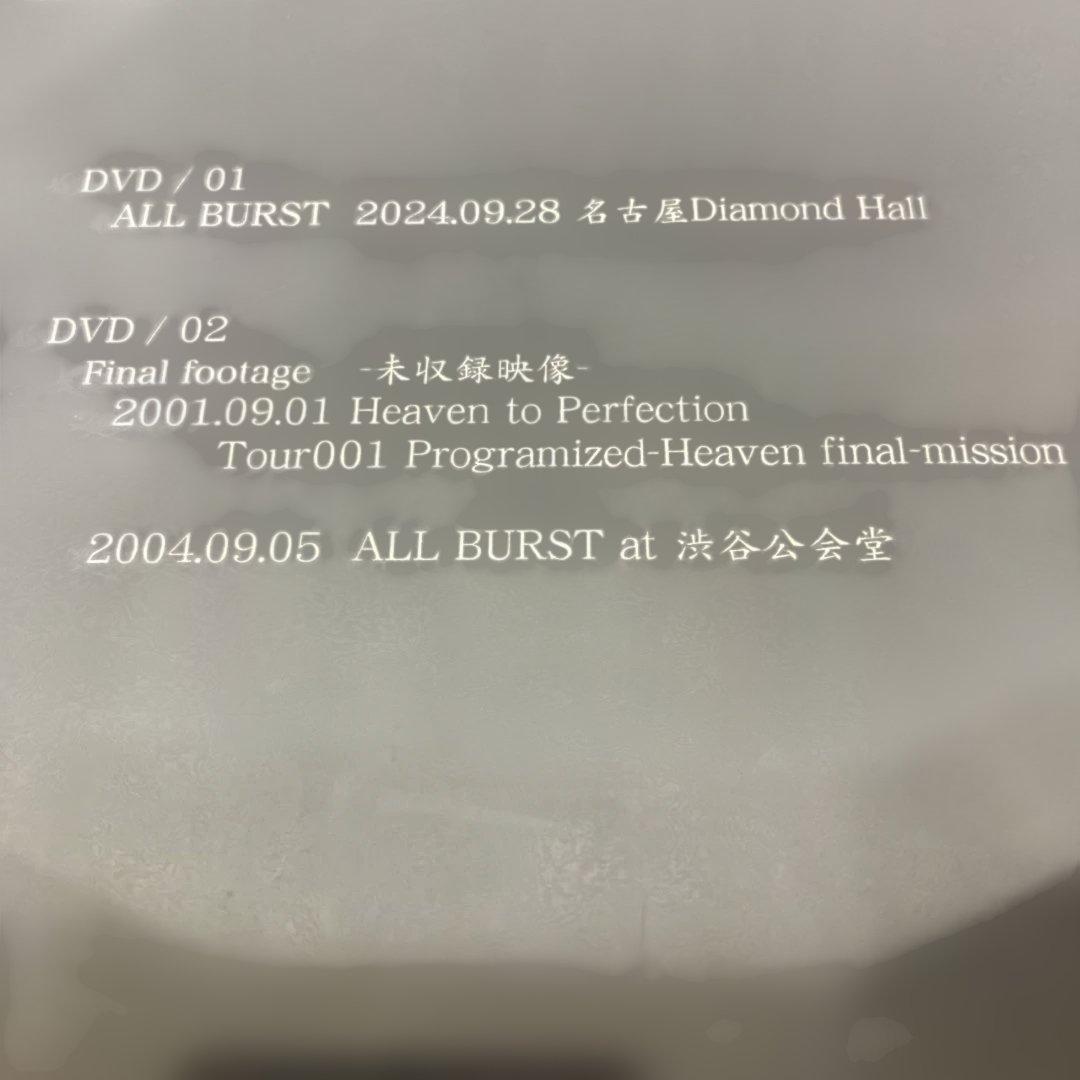 DVD / 01
ALL BURST 2024.09.28 名古屋Diamond Hall
DVD / 02
Final footage -未収録映像-
2001.09.01 Heaven to Perfection
Tour001 Programized-Heaven final-mission
2004.09.05 ALL BURST at 渋谷公会堂